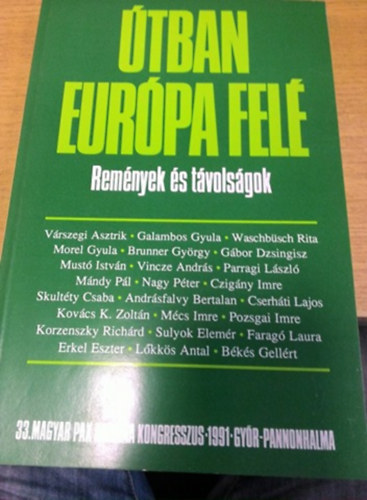 ÚTBAN
EURÓPA FELÉ
Remények és távolságok
Várszegi Asztrik • Galambos Gyula • Waschbüsch Rita
Morel Gyula • Brunner György • Gábor Dzsingisz
Mustó István • Vincze András • Parragi László
Mándy Pál • Nagy Péter • Czigány Imre
Skultéty Csaba • Andrásfalvy Bertalan • Cserháti Lajos
Kovács K. Zoltán • Mécs Imre • Pozsgai Imre
Korzenszky Richárd • Sulyok Elemér • Faragó Laura
Erkel Eszter • Lőkkös Antal • Békés Gellért
33. MAGYAR PAX KONGRESSZUS • 1991 • GYŐR-PANNONHALMA